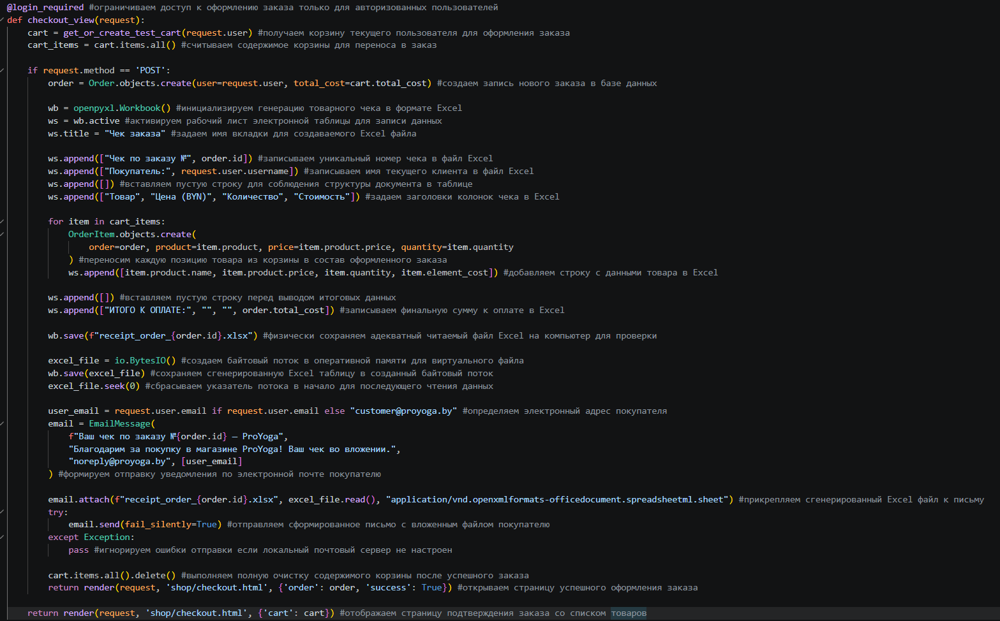 @login_required #ограничиваем доступ к оформлению заказа только для авторизованных пользователей
def checkout_view(request):
    cart = get_or_create_test_cart(request.user) #получаем корзину текущего пользователя для оформления заказа
    cart_items = cart.items.all() #считываем содержимое корзины для переноса в заказ

    if request.method == 'POST':
        order = Order.objects.create(user=request.user, total_cost=cart.total_cost) #создаем запись нового заказа в базе данных

        wb = openpyxl.Workbook() #инициализируем генерацию товарного чека в формате Excel
        ws = wb.active #активируем рабочий лист электронной таблицы для записи данных
        ws.title = "Чек заказа" #задаем имя вкладки для создаваемого Excel файла

        ws.append(["Чек по заказу №", order.id]) #записываем уникальный номер чека в файл Excel
        ws.append(["Покупатель:", request.user.username]) #записываем имя текущего клиента в файл Excel
        ws.append([]) #вставляем пустую строку для соблюдения структуры документа в таблице
        ws.append(["Товар", "Цена (BYN)", "Количество", "Стоимость"]) #задаем заголовки колонок чека в Excel

        for item in cart_items:
            OrderItem.objects.create(
                order=order, product=item.product, price=item.product.price, quantity=item.quantity
            ) #переносим каждую позицию товара из корзины в состав оформленного заказа
            ws.append([item.product.name, item.product.price, item.quantity, item.element_cost]) #добавляем строку с данными товара в Excel

        ws.append([]) #вставляем пустую строку перед выводом итоговых данных
        ws.append(["ИТОГО К ОПЛАТЕ:", "", "", order.total_cost]) #записываем финальную сумму к оплате в Excel

        wb.save(f"receipt_order_{order.id}.xlsx") #физически сохраняем адекватный читаемый файл Excel на компьютер для проверки

        excel_file = io.BytesIO() #создаем байтовый поток в оперативной памяти для виртуального файла
        wb.save(excel_file) #сохраняем сгенерированную Excel таблицу в созданный байтовый поток
        excel_file.seek(0) #сбрасываем указатель потока в начало для последующего чтения данных

        user_email = request.user.email if request.user.email else "customer@proyoga.by" #определяем электронный адрес покупателя
        email = EmailMessage(
            f"Ваш чек по заказу №{order.id} — ProYoga",
            "Благодарим за покупку в магазине ProYoga! Ваш чек во вложении.",
            "noreply@proyoga.by", [user_email]
        ) #формируем отправку уведомления по электронной почте покупателю

        email.attach(f"receipt_order_{order.id}.xlsx", excel_file.read(), "application/vnd.openxmlformats-officedocument.spreadsheetml.sheet") #прикрепляем сгенерированный Excel файл к письму
        try:
            email.send(fail_silently=True) #отправляем сформированное письмо с вложенным файлом покупателю
        except Exception:
            pass #игнорируем ошибки отправки если локальный почтовый сервер не настроен

        cart.items.all().delete() #выполняем полную очистку содержимого корзины после успешного заказа
        return render(request, 'shop/checkout.html', {'order': order, 'success': True}) #открываем страницу успешного оформления заказа

    return render(request, 'shop/checkout.html', {'cart': cart}) #отображаем страницу подтверждения заказа со списком товаров